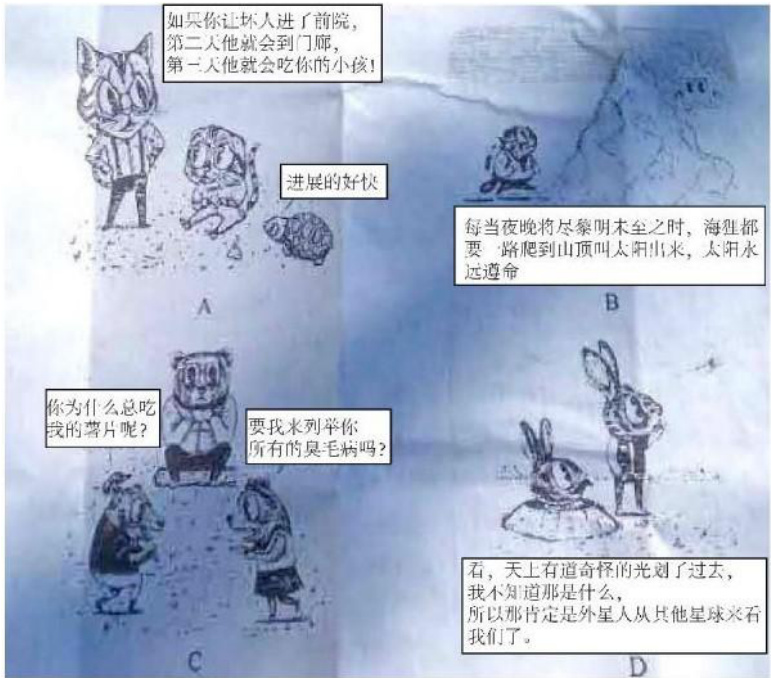 如果你让坏人进了前院，
第二天他就会到门廊，
第三天他就会吃你的小孩！
进展的好快
A
每当夜晚将尽黎明未至之时，海狸都
要一路爬到山顶叫太阳出来，太阳永
远遵命
B
你为什么总吃
我的薯片呢？
要我来列举你
所有的臭毛病吗？
C
看，天上有道奇怪的光划了过去，
我不知道那是什么，
所以那肯定是外星人从其他星球来看
我们了。
D